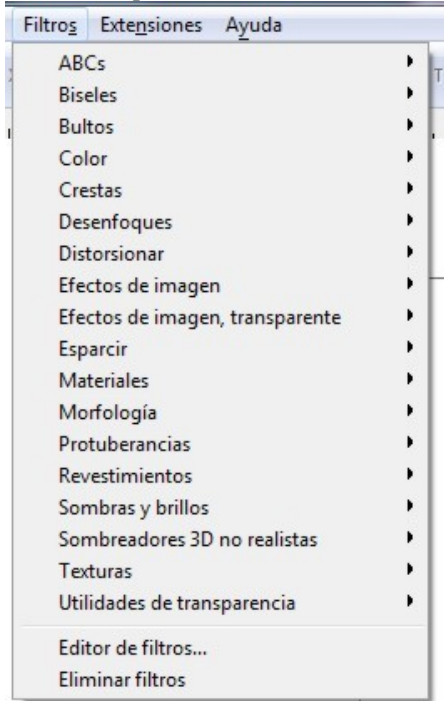 Filtros Extensiones Ayuda
ABCs
Biseles
Bultos
Color
Crestas
Desenfoques
Distorsionar
Efectos de imagen
Efectos de imagen, transparente
Esparcir
Materiales
Morfología
Protuberancias
Revestimientos
Sombras y brillos
Sombreadores 3D no realistas
Texturas
Utilidades de transparencia
Editor de filtros...
Eliminar filtros